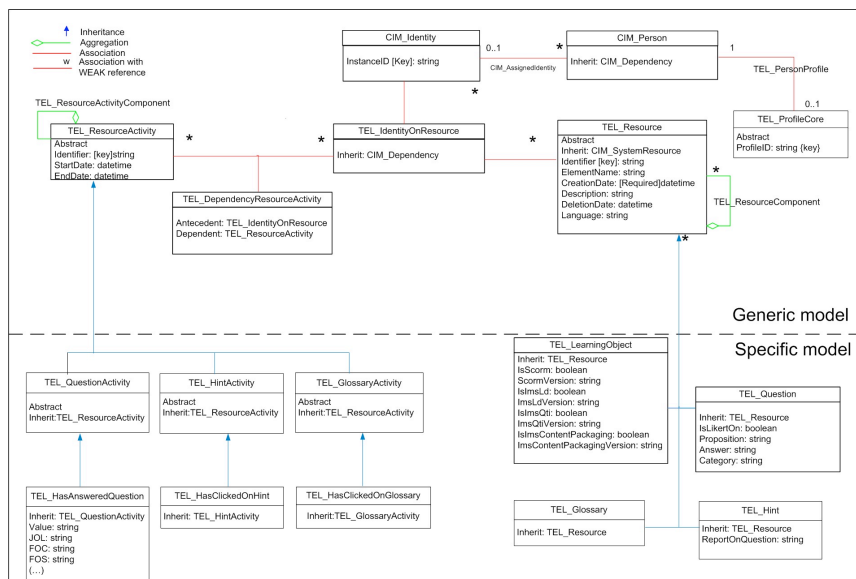 Inheritance
Aggregation
Association
w Association with
WEAK reference
CIM_Identity
InstanceID [Key]: string
0..1
*
CIM_AssignedIdentity
CIM_Person
Inherit: CIM_Dependency
1
TEL_PersonProfile
0..1
TEL_ProfileCore
Abstract
ProfileID: string {key}
TEL_ResourceActivityComponent
TEL_ResourceActivity
Abstract
Identifier: [key]string
StartDate: datetime
EndDate: datetime
*
*
*
TEL_IdentityOnResource
Inherit: CIM_Dependency
*
TEL_Resource
Abstract
Inherit: CIM_SystemResource
Identifier [key]: string
ElementName: string
CreationDate: [Required]datetime
Description: string
DeletionDate: datetime
Language: string
*
TEL_ResourceComponent
*
TEL_DependencyResourceActivity
Antecedent: TEL_IdentityOnResource
Dependent: TEL_ResourceActivity
Generic model
Specific model
TEL_QuestionActivity
Abstract
Inherit:TEL_ResourceActivity
TEL_HintActivity
Abstract
Inherit:TEL_ResourceActivity
TEL_GlossaryActivity
Abstract
Inherit:TEL_ResourceActivity
TEL_LearningObject
Inherit: TEL_Resource
IsScorm: boolean
ScormVersion: string
IsImsLd: boolean
ImsLdVersion: string
IsImsQti: boolean
ImsQtiVersion: string
IsImsContentPackaging: boolean
ImsContentPackagingVersion: string
TEL_Question
Inherit: TEL_Resource
IsLikertOn: boolean
Proposition: string
Answer: string
Category: string
TEL_HasAnsweredQuestion
Inherit: TEL_QuestionActivity
Value: string
JOL: string
FOC: string
FOS: string
(...)
TEL_HasClickedOnHint
Inherit: TEL_HintActivity
TEL_HasClickedOnGlossary
Inherit:TEL_GlossaryActivity
TEL_Glossary
Inherit: TEL_Resource
TEL_Hint
Inherit: TEL_Resource
ReportOnQuestion: string